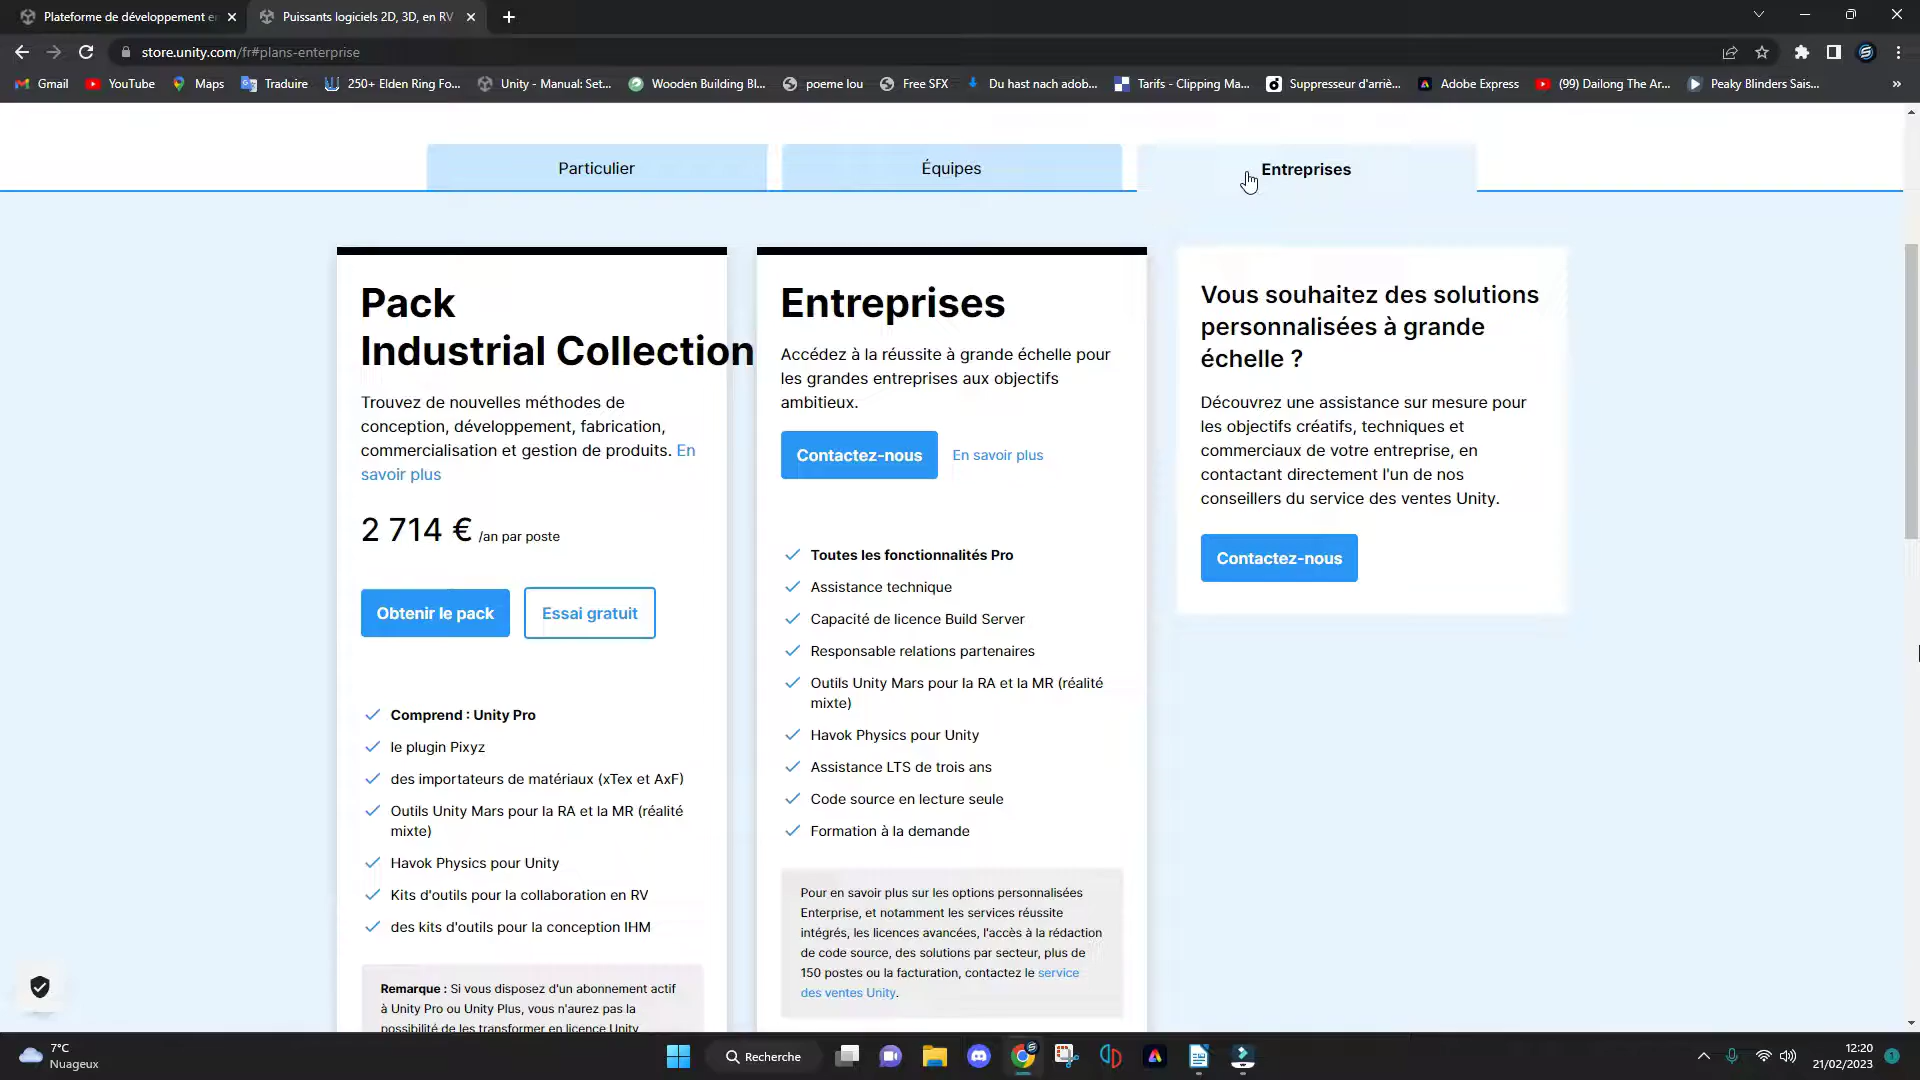 Plateforme de développement e
Puissants logiciels 2D, 3D, en RV
store.unity.com/fr#plans-enterprise
Gmail
YouTube
Maps
Traduire
250+ Elden Ring Fo...
Unity - Manual: Set...
Wooden Building Bl...
poeme lou
Free SFX
Du hast nach adob...
Tarifs - Clipping Ma...
Suppresseur d'arriè...
Adobe Express
(99) Dailong The Ar...
Peaky Blinders Sais...
»
Particulier
Équipes
Entreprises
Pack
Industrial Collection
Trouvez de nouvelles méthodes de
conception, développement, fabrication,
commercialisation et gestion de produits. En
savoir plus
2 714 € /an par poste
Obtenir le pack
Essai gratuit
Comprend : Unity Pro
le plugin Pixyz
des importateurs de matériaux (xTex et AxF)
Outils Unity Mars pour la RA et la MR (réalité
mixte)
Havok Physics pour Unity
Kits d'outils pour la collaboration en RV
des kits d'outils pour la conception IHM
Remarque : Si vous disposez d'un abonnement actif
à Unity Pro ou Unity Plus, vous n'aurez pas la
possibilité de les transformer en licence Unity
Entreprises
Accédez à la réussite à grande échelle pour
les grandes entreprises aux objectifs
ambitieux.
Contactez-nous
En savoir plus
Toutes les fonctionnalités Pro
Assistance technique
Capacité de licence Build Server
Responsable relations partenaires
Outils Unity Mars pour la RA et la MR (réalité
mixte)
Havok Physics pour Unity
Assistance LTS de trois ans
Code source en lecture seule
Formation à la demande
Pour en savoir plus sur les options personnalisées
Enterprise, et notamment les services réussite
intégrés, les licences avancées, l'accès à la rédaction
de code source, des solutions par secteur, plus de
150 postes ou la facturation, contactez le service
des ventes Unity.
Vous souhaitez des solutions
personnalisées à grande
échelle ?
Découvrez une assistance sur mesure pour
les objectifs créatifs, techniques et
commerciaux de votre entreprise, en
contactant directement l'un de nos
conseillers du service des ventes Unity.
Contactez-nous
7°C
Nuageux
Recherche
12:20
21/02/2023
1